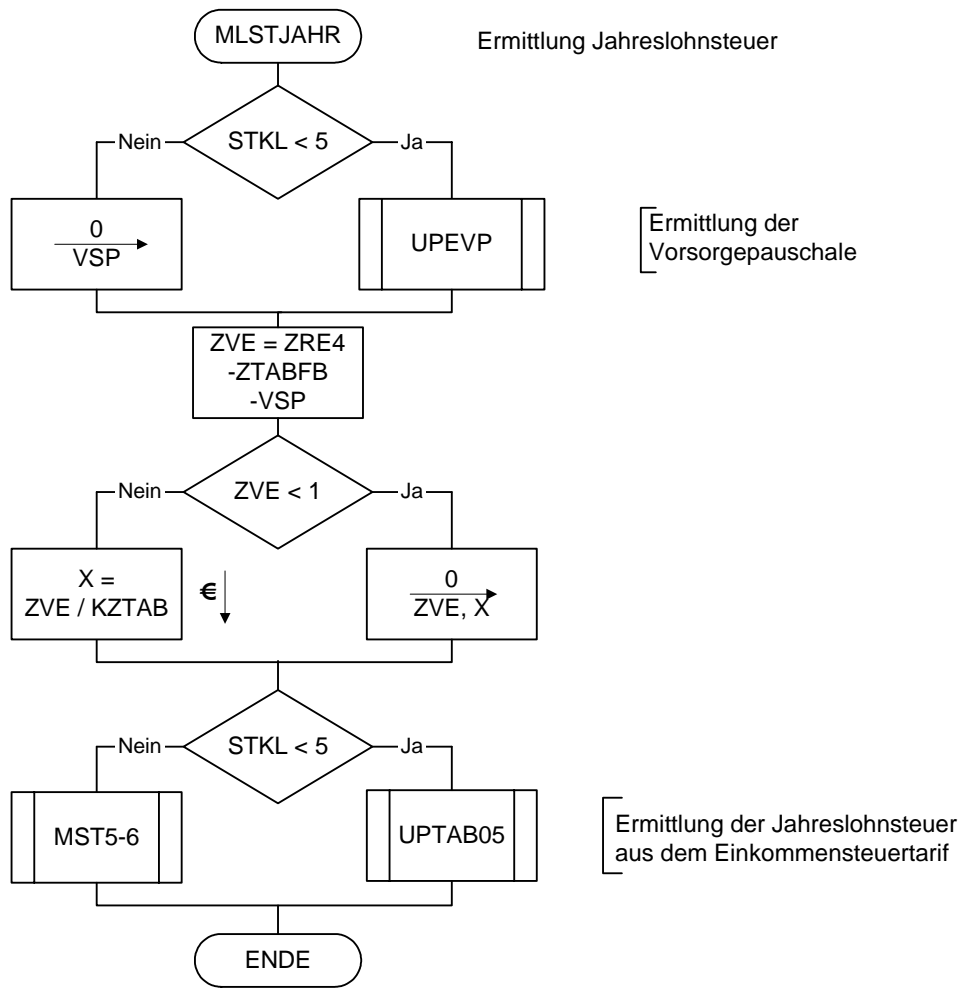 MLSTJAHR
Ermittlung Jahreslohnsteuer
STKL < 5
Nein
Ja
0
VSP
UPEVP
Ermittlung der
Vorsorgepauschale
ZVE = ZRE4
-ZTABFB
-VSP
ZVE < 1
Nein
Ja
X =
ZVE / KZTAB
€
0
ZVE, X
STKL < 5
Nein
Ja
MST5-6
UPTAB05
Ermittlung der Jahreslohnsteuer
aus dem Einkommensteuertarif
ENDE